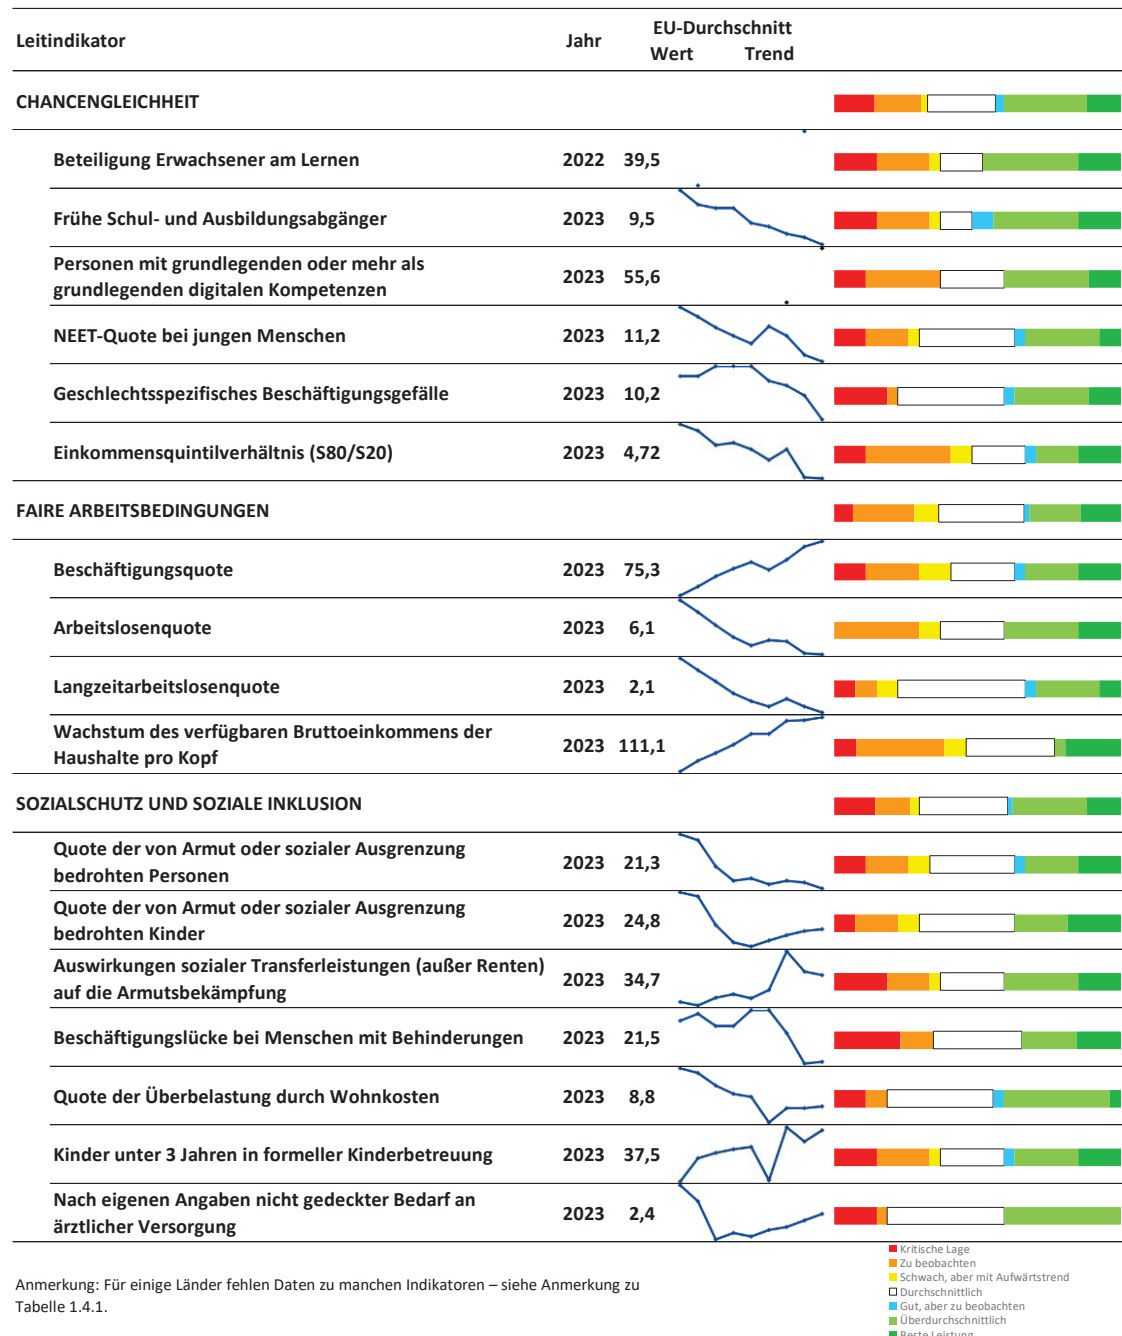 Leitindikator Jahr EU-Durchschnitt
Wert Trend
CHANCENGLEICHHEIT
Beteiligung Erwachsener am Lernen 2022 39,5
Frühe Schul- und Ausbildungsabgänger 2023 9,5
Personen mit grundlegenden oder mehr als
grundlegenden digitalen Kompetenzen 2023 55,6
NEET-Quote bei jungen Menschen 2023 11,2
Geschlechtsspezifisches Beschäftigungsgefälle 2023 10,2
Einkommensquintilverhältnis (S80/S20) 2023 4,72
FAIRE ARBEITSBEDINGUNGEN
Beschäftigungsquote 2023 75,3
Arbeitslosenquote 2023 6,1
Langzeitarbeitslosenquote 2023 2,1
Wachstum des verfügbaren Bruttoeinkommens der
Haushalte pro Kopf 2023 111,1
SOZIALSCHUTZ UND SOZIALE INKLUSION
Quote der von Armut oder sozialer Ausgrenzung
bedrohten Personen 2023 21,3
Quote der von Armut oder sozialer Ausgrenzung
bedrohten Kinder 2023 24,8
Auswirkungen sozialer Transferleistungen (außer Renten)
auf die Armutsbekämpfung 2023 34,7
Beschäftigungslücke bei Menschen mit Behinderungen 2023 21,5
Quote der Überbelastung durch Wohnkosten 2023 8,8
Kinder unter 3 Jahren in formeller Kinderbetreuung 2023 37,5
Nach eigenen Angaben nicht gedeckter Bedarf an
ärztlicher Versorgung 2023 2,4
Anmerkung: Für einige Länder fehlen Daten zu manchen Indikatoren – siehe Anmerkung zu
Tabelle 1.4.1.
Kritische Lage
Zu beobachten
Schwach, aber mit Aufwärtstrend
Durchschnittlich
Gut, aber zu beobachten
Überdurchschnittlich
Beste Leistung